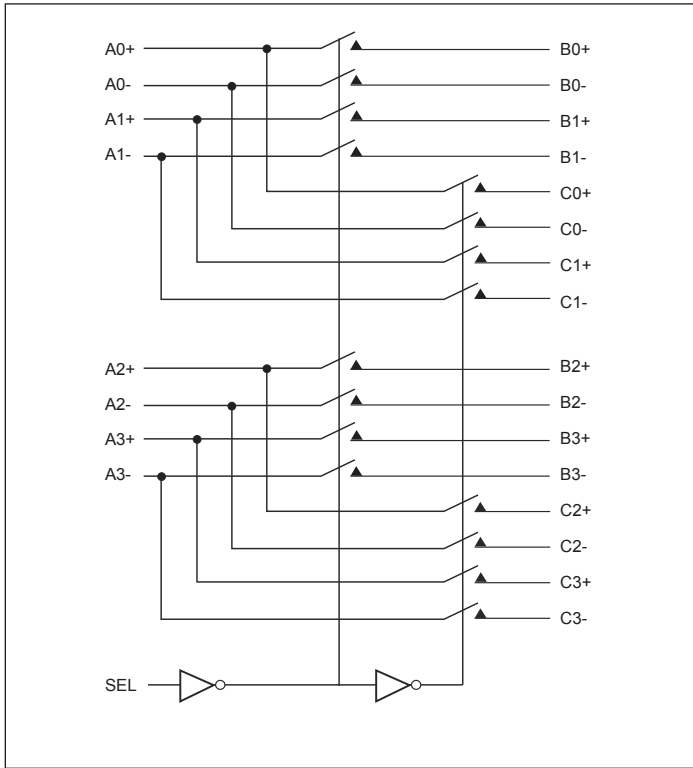 A0+ B0+
A0- B0-
A1+ B1+
A1- B1-
C0+
C0-
C1+
C1-
A2+ B2+
A2- B2-
A3+ B3+
A3- B3-
C2+
C2-
C3+
C3-
SEL